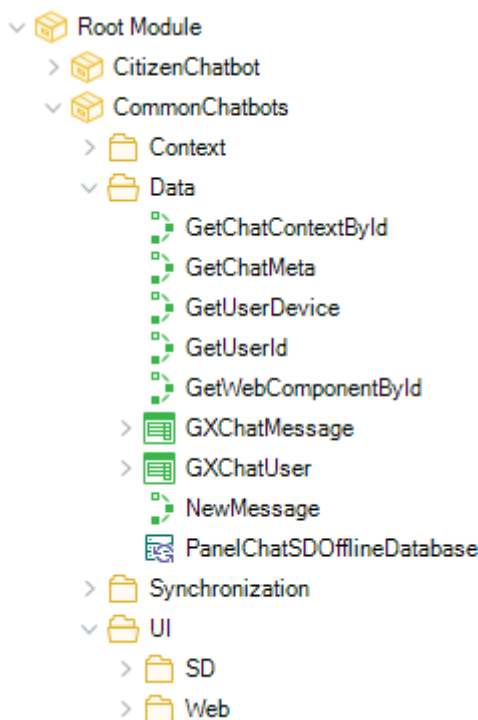 Root Module
CitizenChatbot
CommonChatbots
Context
Data
GetChatContextById
GetChatMeta
GetUserDevice
GetUserId
GetWebComponentById
GXChatMessage
GXChatUser
NewMessage
PanelChatSDOfflineDatabase
Synchronization
UI
SD
Web